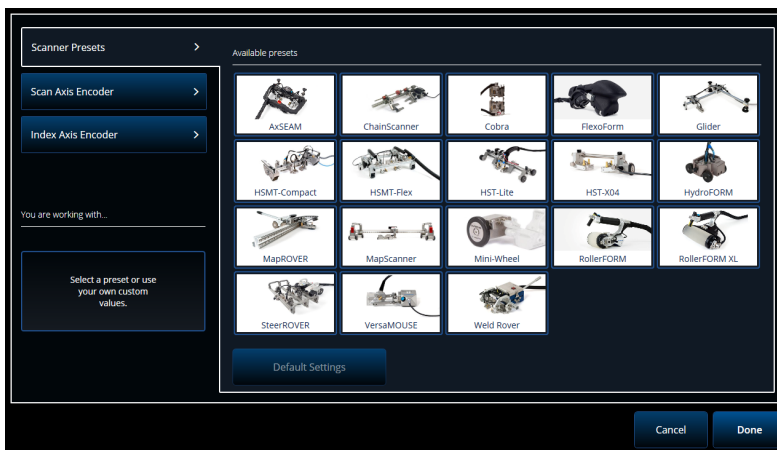 Scanner Presets
Available presets
Scan Axis Encoder
Index Axis Encoder
You are working with...
Select a preset or use
your own custom
values.
AxSEAM
ChainScanner
Cobra
FlexoForm
Glider
HSMT-Compact
HSMT-Flex
HST-Lite
HST-X04
HydroFORM
MapROVER
MapScanner
Mini-Wheel
RollerFORM
RollerFORM XL
SteerROVER
VersaMOUSE
Weld Rover
Default Settings
Cancel
Done